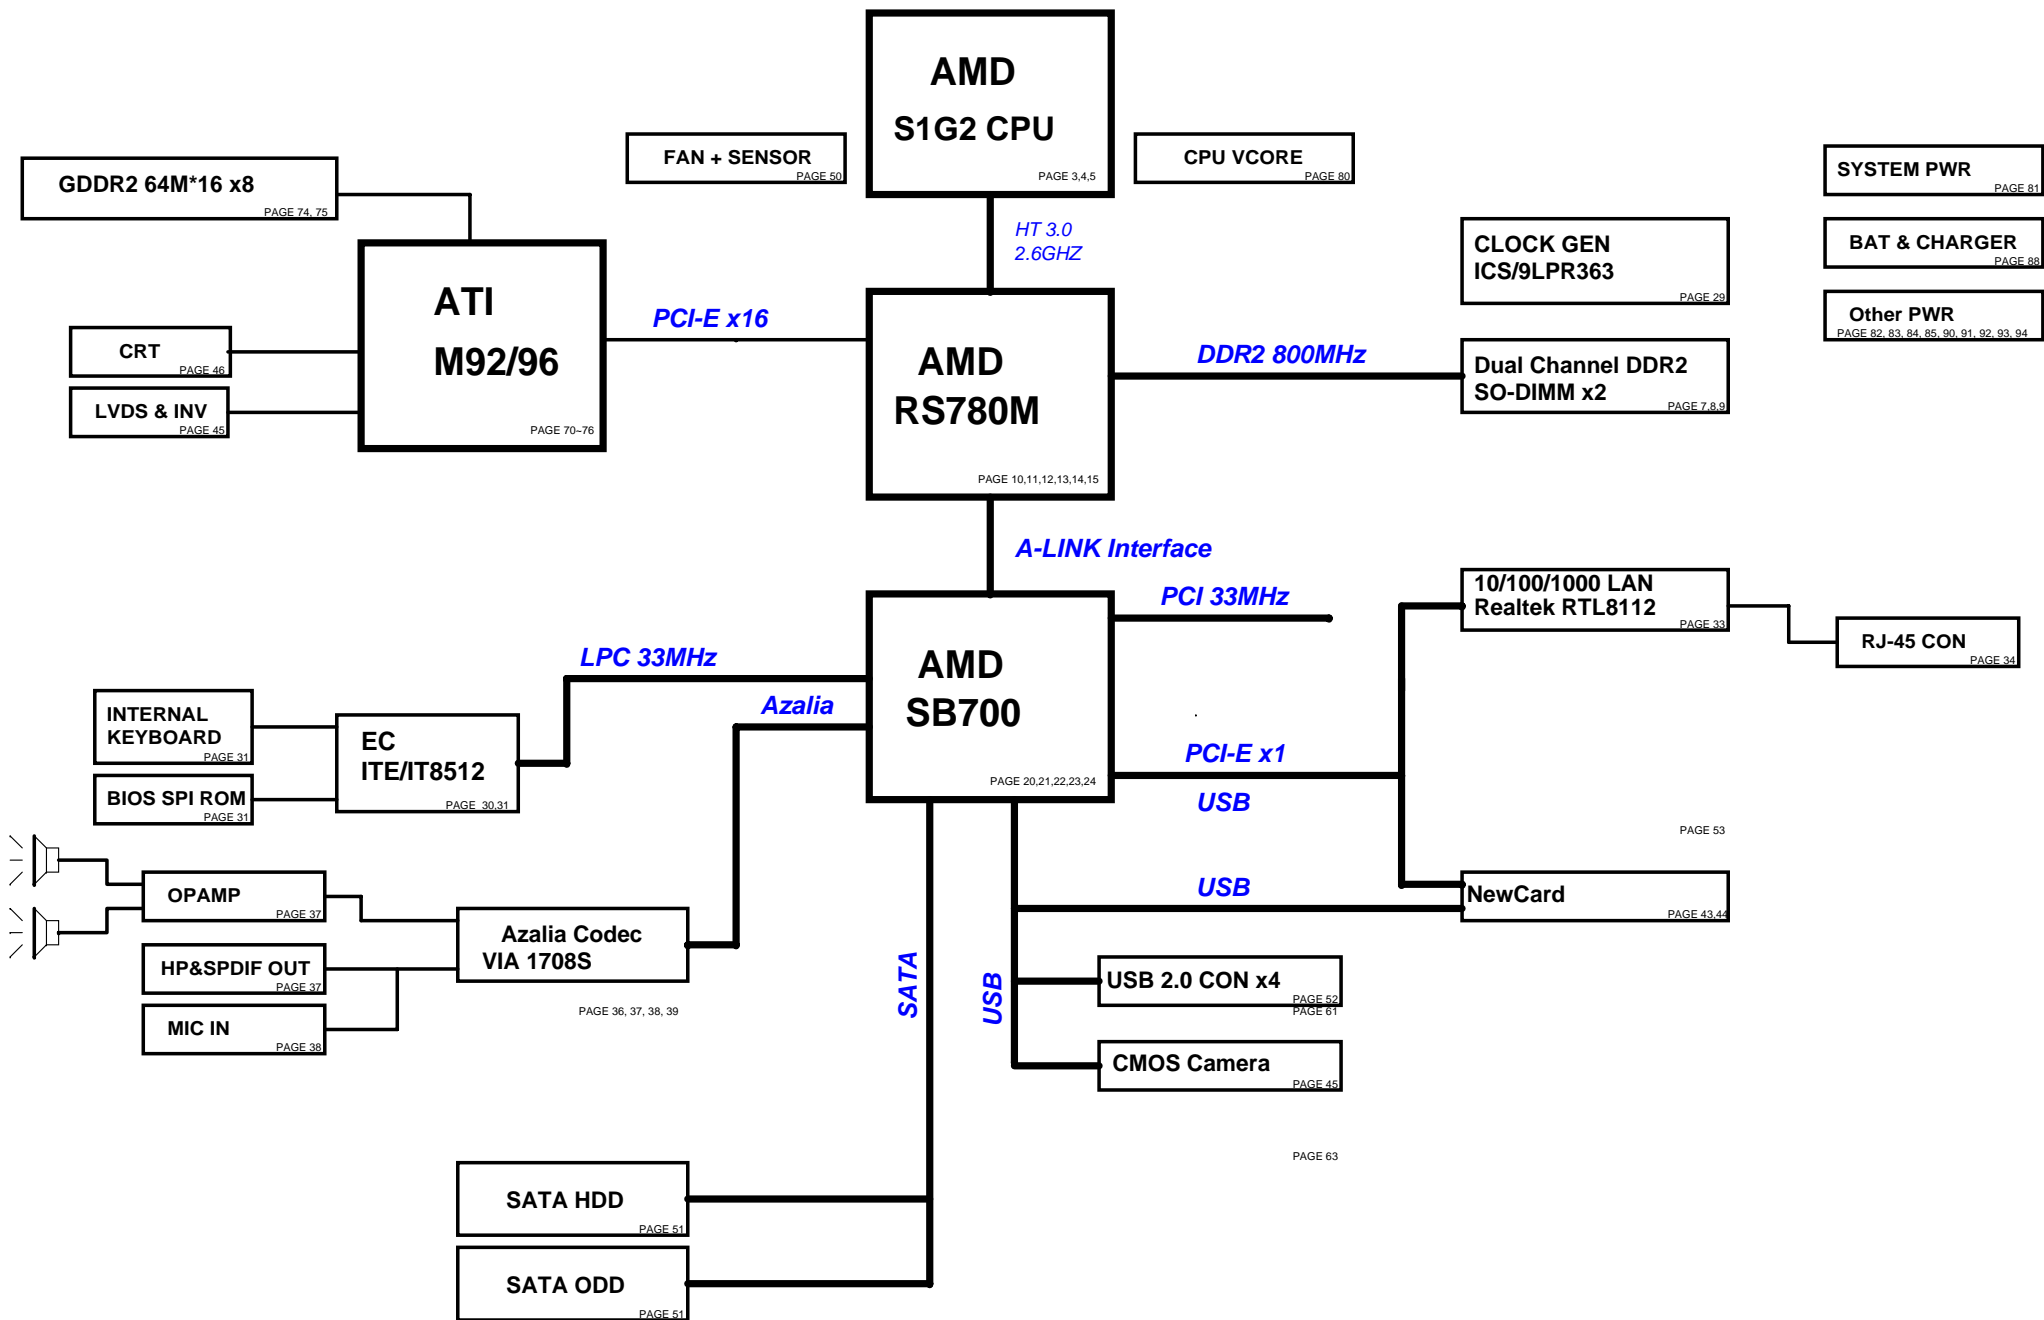 AMD
S1G2 CPU
PAGE 3,4,5
FAN + SENSOR
PAGE 50
CPU VCORE
PAGE 80
SYSTEM PWR
PAGE 81
GDDR2 64M*16 x8
PAGE 74, 75
HT 3.0
2.6GHZ
CLOCK GEN
ICS/9LPR363
PAGE 29
BAT & CHARGER
PAGE 88
Other PWR
PAGE 82, 83, 84, 85, 90, 91, 92, 93, 94
ATI
M92/96
PAGE 70~76
PCI-E x16
CRT
PAGE 46
LVDS & INV
PAGE 45
AMD
RS780M
PAGE 10,11,12,13,14,15
DDR2 800MHz
Dual Channel DDR2
SO-DIMM x2
PAGE 7,8,9
A-LINK Interface
AMD
SB700
PAGE 20,21,22,23,24
PCI 33MHz
10/100/1000 LAN
Realtek RTL8112
PAGE 33
RJ-45 CON
PAGE 34
LPC 33MHz
Azalia
INTERNAL
KEYBOARD
PAGE 31
EC
ITE/IT8512
PAGE 30,31
BIOS SPI ROM
PAGE 31
PCI-E x1
USB
PAGE 53
USB
NewCard
PAGE 43,44
OPAMP
PAGE 37
Azalia Codec
VIA 1708S
HP&SPDIF OUT
PAGE 37
MIC IN
PAGE 38
PAGE 36, 37, 38, 39
SATA
USB
USB 2.0 CON x4
PAGE 52
PAGE 61
CMOS Camera
PAGE 45
PAGE 63
SATA HDD
PAGE 51
SATA ODD
PAGE 51